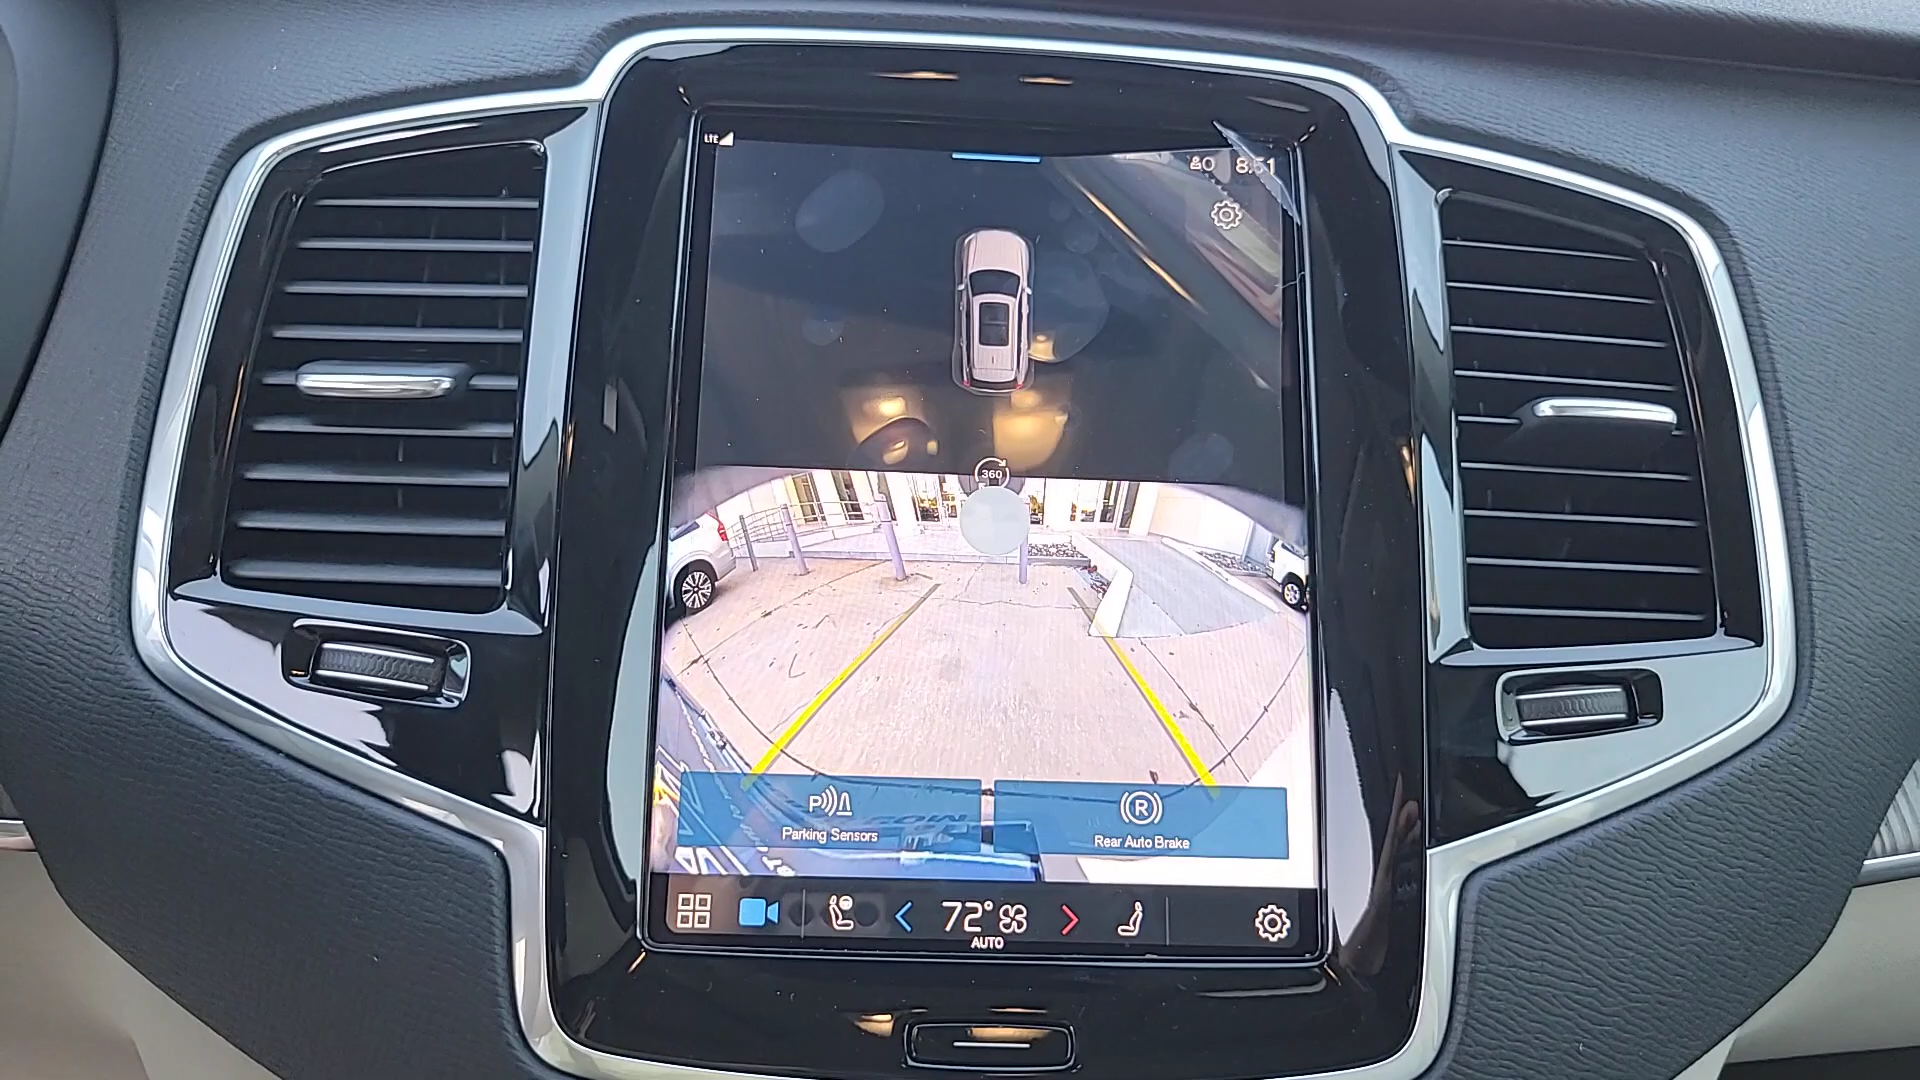 LTE
8:51
360
Parking Sensors
Rear Auto Brake
72°
AUTO